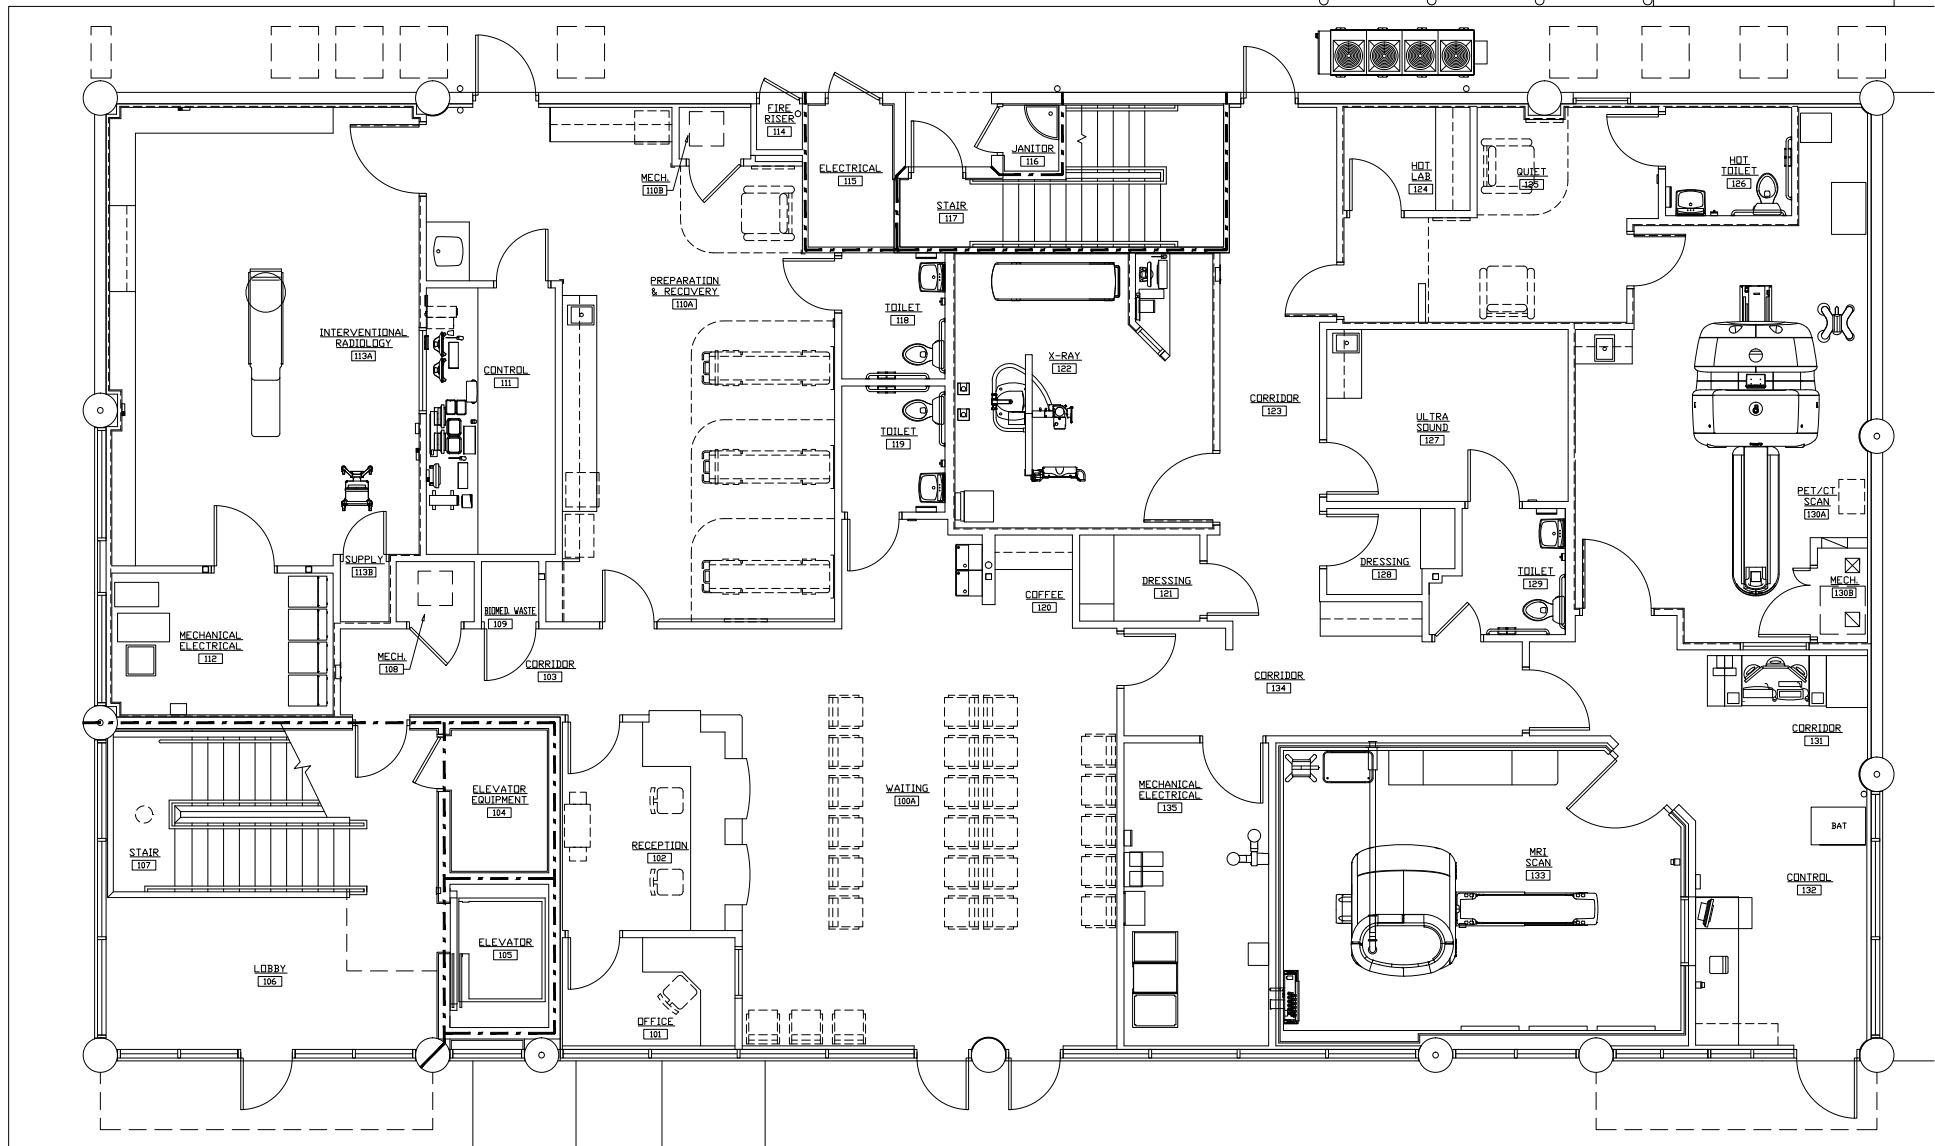 FIRE
RISER
114
JANITOR
116
ELECTRICAL
115
MECH.
110B
STAIR
117
HOT
LAB
124
QUIET
125
HOT
TOILET
126
PREPARATION
& RECOVERY
110A
TOILET
118
INTERVENTIONAL
RADIOLOGY
113A
CONTROL
111
X-RAY
122
CORRIDOR
123
ULTRA
SOUND
127
TOILET
119
PET/CT
SCAN
130A
SUPPLY
113B
DRESSING
128
TOILET
129
MECH.
130B
DRESSING
121
COFFEE
120
BIOMED. WASTE
109
MECHANICAL
ELECTRICAL
112
MECH.
108
CORRIDOR
103
CORRIDOR
134
CORRIDOR
131
ELEVATOR
EQUIPMENT
104
WAITING
100A
MECHANICAL
ELECTRICAL
135
BAT
STAIR
107
RECEPTION
102
MRI
SCAN
133
CONTROL
132
ELEVATOR
105
LOBBY
106
OFFICE
101